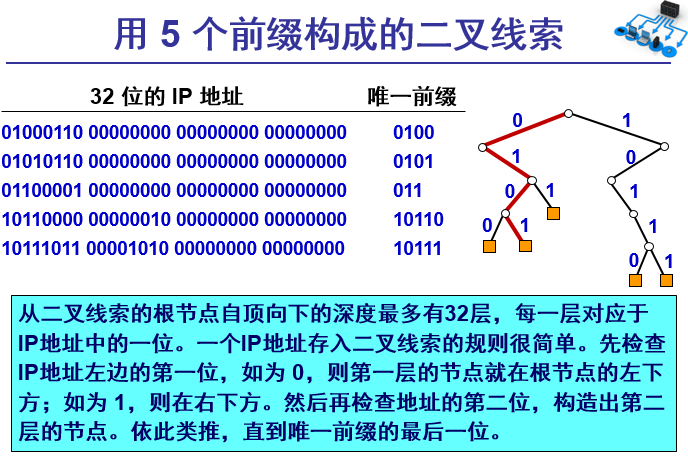 用 5 个前缀构成的二叉线索
32 位的 IP 地址 唯一前缀
01000110 00000000 00000000 00000000 0100
01010110 00000000 00000000 00000000 0101
01100001 00000000 00000000 00000000 011
10110000 00000010 00000000 00000000 10110
10111011 00001010 00000000 00000000 10111
0 1
1 0
0 1 1
0 1 1
0 1
从二叉线索的根节点自顶向下的深度最多有32层，每一层对应于
IP地址中的一位。一个IP地址存入二叉线索的规则很简单。先检查
IP地址左边的第一位，如为 0，则第一层的节点就在根节点的左下
方；如为 1，则在右下方。然后再检查地址的第二位，构造出第二
层的节点。依此类推，直到唯一前缀的最后一位。